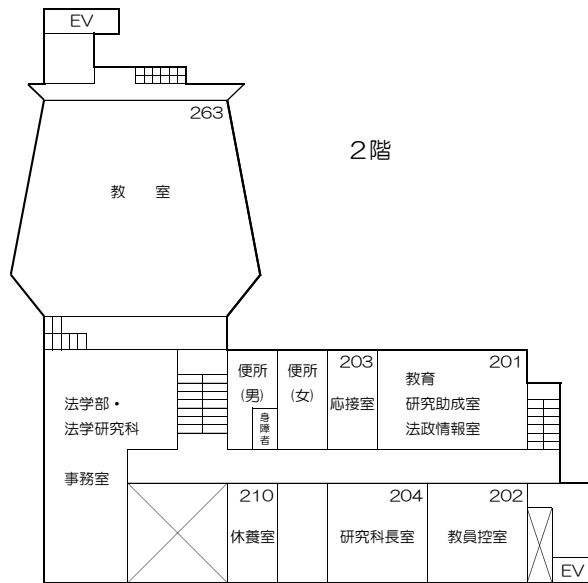 EV
263
2階
教 室
便所
(男)
身障者
便所
(女)
203
応接室
201
教育
研究助成室
法政情報室
法学部・
法学研究科
事務室
210
休養室
204
研究科長室
202
教員控室
EV